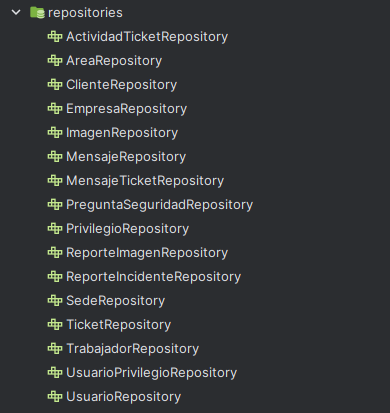 repositories
ActividadTicketRepository
AreaRepository
ClienteRepository
EmpresaRepository
ImagenRepository
MensajeRepository
MensajeTicketRepository
PreguntaSeguridadRepository
PrivilegioRepository
ReporteImagenRepository
ReporteIncidenteRepository
SedeRepository
TicketRepository
TrabajadorRepository
UsuarioPrivilegioRepository
UsuarioRepository